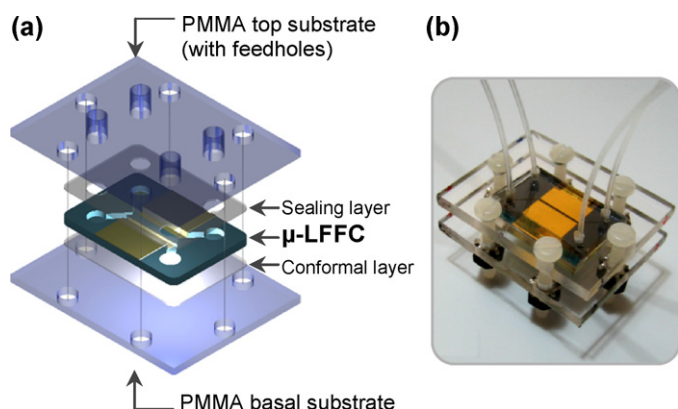 (a)
PMMA top substrate
(with feedholes)
Sealing layer
μ-LFFC
Conformal layer
PMMA basal substrate
(b)